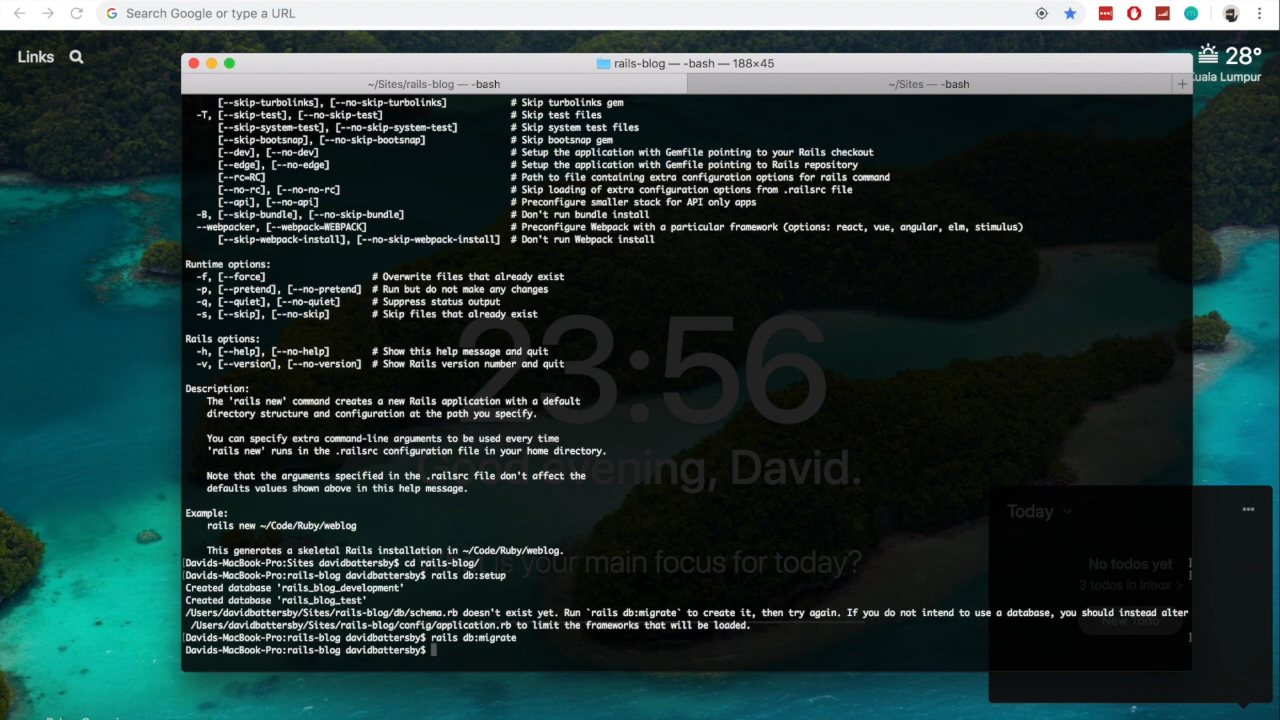 Search Google or type a URL
Links
28°
Kuala Lumpur
rails-blog — -bash — 188×45
~/Sites/rails-blog — -bash
~/Sites — -bash
[--skip-turbolinks], [--no-skip-turbolinks] # Skip turbolinks gem
-T, [--skip-test], [--no-skip-test] # Skip test files
[--skip-system-test], [--no-skip-system-test] # Skip system test files
[--skip-bootsnap], [--no-skip-bootsnap] # Skip bootsnap gem
[--dev], [--no-dev] # Setup the application with Gemfile pointing to your Rails checkout
[--edge], [--no-edge] # Setup the application with Gemfile pointing to Rails repository
[--rc=RC] # Path to file containing extra configuration options for rails command
[--no-rc], [--no-no-rc] # Skip loading of extra configuration options from .railsrc file
[--api], [--no-api] # Preconfigure smaller stack for API only apps
-B, [--skip-bundle], [--no-skip-bundle] # Don't run bundle install
--webpacker, [--webpack=WEBPACK] # Preconfigure Webpack with a particular framework (options: react, vue, angular, elm, stimulus)
[--skip-webpack-install], [--no-skip-webpack-install] # Don't run Webpack install
Runtime options:
-f, [--force] # Overwrite files that already exist
-p, [--pretend], [--no-pretend] # Run but do not make any changes
-q, [--quiet], [--no-quiet] # Suppress status output
-s, [--skip], [--no-skip] # Skip files that already exist
Rails options:
-h, [--help], [--no-help] # Show this help message and quit
-v, [--version], [--no-version] # Show Rails version number and quit
23:56
Description:
The 'rails new' command creates a new Rails application with a default
directory structure and configuration at the path you specify.
You can specify extra command-line arguments to be used every time
'rails new' runs in the .railsrc configuration file in your home directory.
Note that the arguments specified in the .railsrc file don't affect the
defaults values shown above in this help message.
evening, David.
Example:
rails new ~/Code/Ruby/weblog
This generates a skeletal Rails installation in ~/Code/Ruby/weblog.
is your main focus for today?
[Davids-MacBook-Pro:Sites davidbattersby$ cd rails-blog/ ]
[Davids-MacBook-Pro:rails-blog davidbattersby$ rails db:setup ]
Created database 'rails_blog_development'
Created database 'rails_blog_test'
/Users/davidbattersby/Sites/rails-blog/db/schema.rb doesn't exist yet. Run `rails db:migrate` to create it, then try again. If you do not intend to use a database, you should instead alter
/Users/davidbattersby/Sites/rails-blog/config/application.rb to limit the frameworks that will be loaded.
[Davids-MacBook-Pro:rails-blog davidbattersby$ rails db:migrate ]
Davids-MacBook-Pro:rails-blog davidbattersby$
Today
No todos yet
3 todos in Inbox >
New Todo